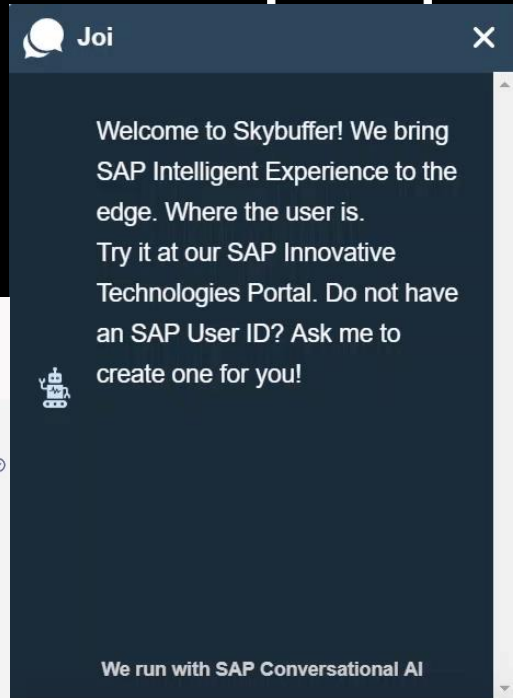 Joi
Welcome to Skybuffer! We bring
SAP Intelligent Experience to the
edge. Where the user is.
Try it at our SAP Innovative
Technologies Portal. Do not have
an SAP User ID? Ask me to
create one for you!
We run with SAP Conversational AI